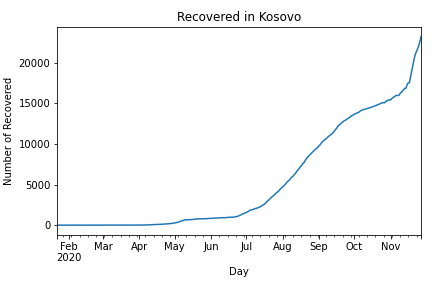 Recovered in Kosovo
Number of Recovered
20000
15000
10000
5000
0
Feb Mar Apr May Jun Jul Aug Sep Oct Nov
2020
Day